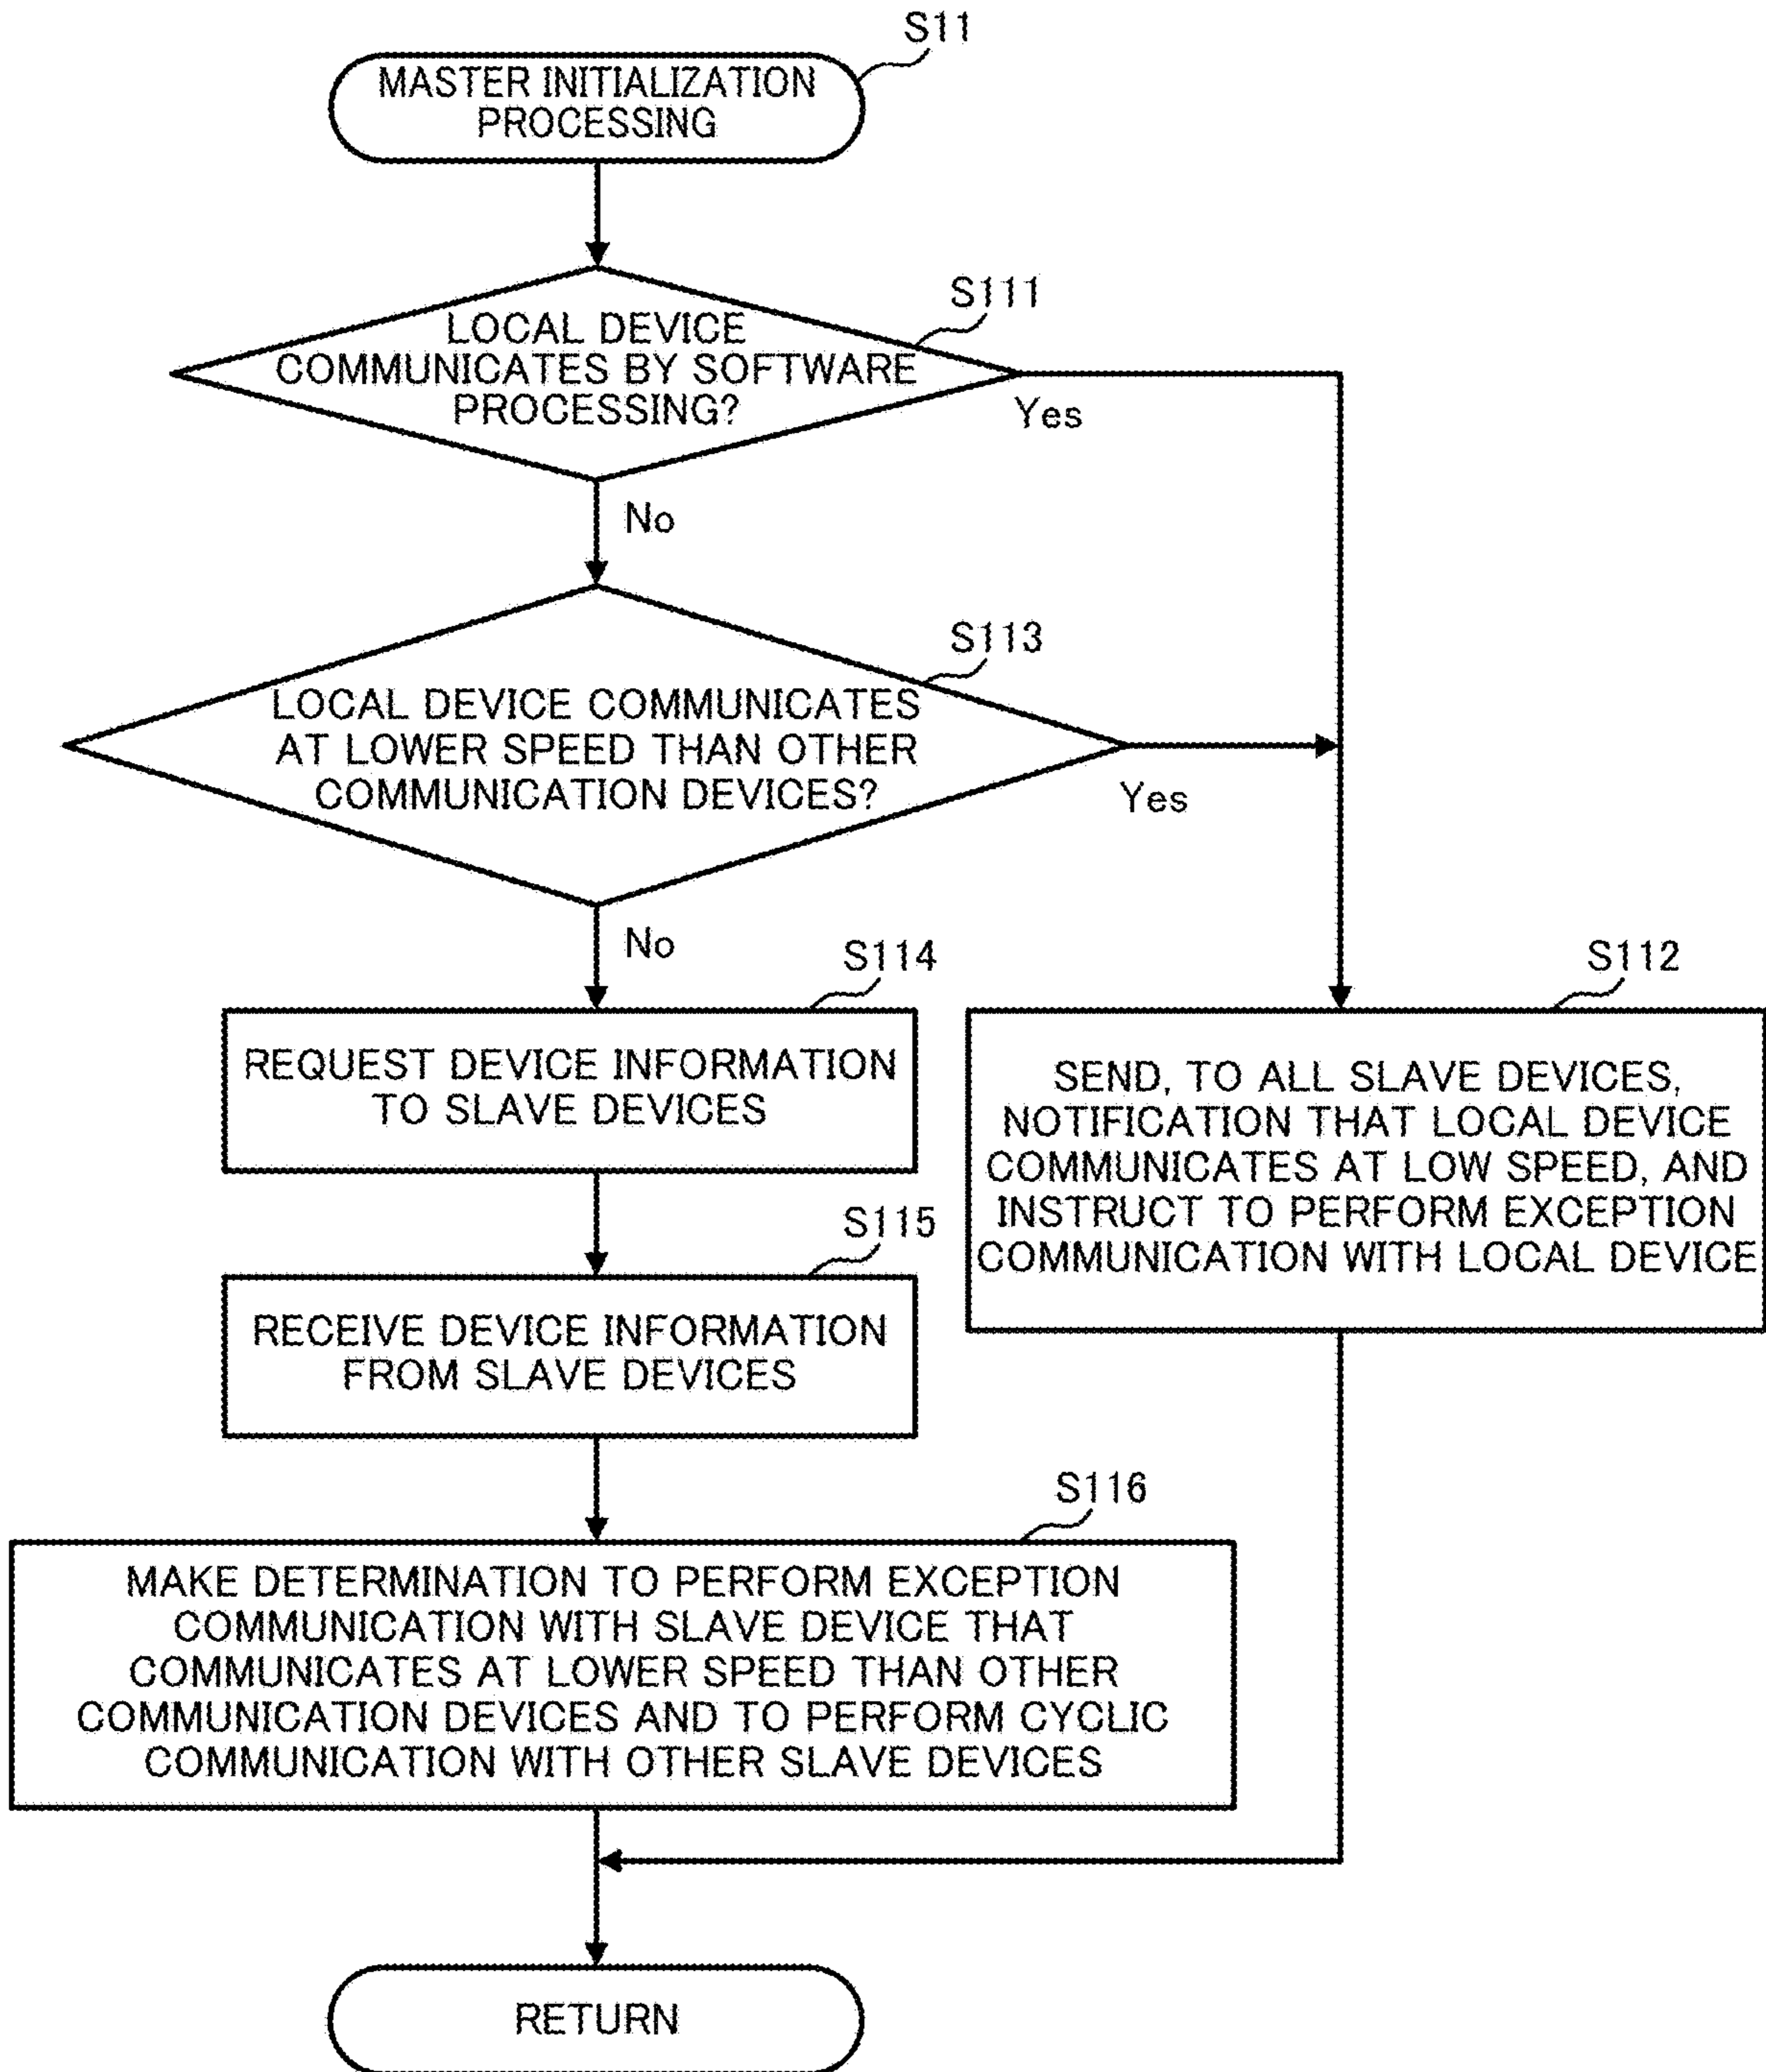 S11
MASTER INITIALIZATION
PROCESSING
S111
LOCAL DEVICE
COMMUNICATES BY SOFTWARE
PROCESSING?
Yes
No
S113
LOCAL DEVICE COMMUNICATES
AT LOWER SPEED THAN OTHER
COMMUNICATION DEVICES?
Yes
No
S114
REQUEST DEVICE INFORMATION
TO SLAVE DEVICES
S112
SEND, TO ALL SLAVE DEVICES,
NOTIFICATION THAT LOCAL DEVICE
COMMUNICATES AT LOW SPEED, AND
INSTRUCT TO PERFORM EXCEPTION
COMMUNICATION WITH LOCAL DEVICE
S115
RECEIVE DEVICE INFORMATION
FROM SLAVE DEVICES
S116
MAKE DETERMINATION TO PERFORM EXCEPTION
COMMUNICATION WITH SLAVE DEVICE THAT
COMMUNICATES AT LOWER SPEED THAN OTHER
COMMUNICATION DEVICES AND TO PERFORM CYCLIC
COMMUNICATION WITH OTHER SLAVE DEVICES
RETURN